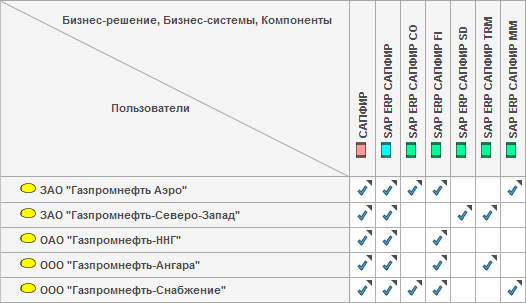 Бизнес-решение, Бизнес-системы, Компоненты
Пользователи
САПФИР
SAP ERP САПФИР
SAP ERP САПФИР CO
SAP ERP САПФИР FI
SAP ERP САПФИР SD
SAP ERP САПФИР TRM
SAP ERP САПФИР MM
ЗАО "Газпромнефть Аэро"
ЗАО "Газпромнефть-Северо-Запад"
ОАО "Газпромнефть-ННГ"
ООО "Газпромнефть-Ангара"
ООО "Газпромнефть-Снабжение"